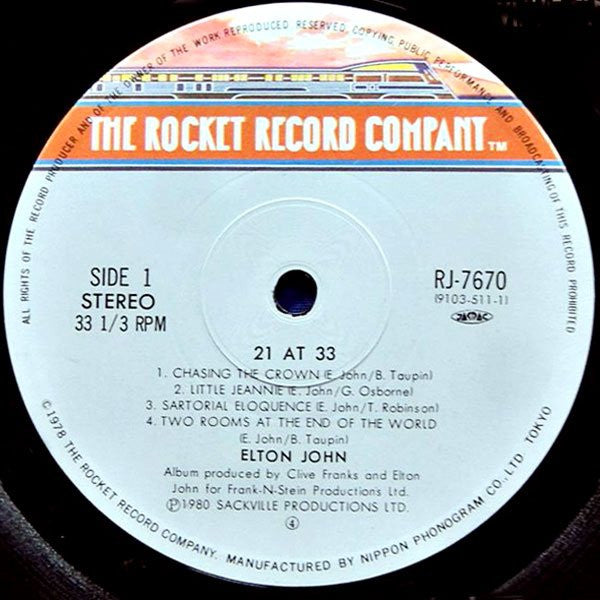 ALL RIGHTS OF THE RECORD PRODUCER AND OF THE OWNER OF THE WORK REPRODUCED RESERVED. COPYING, PUBLIC PERFORMANCE AND BROADCASTING OF THIS RECORD PROHIBITED
THE ROCKET RECORD COMPANY TM
SIDE 1
STEREO
33 1/3 RPM
RJ-7670
(9103-511-1)
JASRAC
21 AT 33
1. CHASING THE CROWN (E. John/B. Taupin)
2. LITTLE JEANNIE (E. John/G. Osborne)
3. SARTORIAL ELOQUENCE (E. John/T. Robinson)
4. TWO ROOMS AT THE END OF THE WORLD
(E. John/B. Taupin)
ELTON JOHN
Album produced by Clive Franks and Elton
John for Frank-N-Stein Production's Ltd.
Ⓟ1980 SACKVILLE PRODUCTIONS LTD.
④
©1978 THE ROCKET RECORD COMPANY. MANUFACTURED BY NIPPON PHONOGRAM CO., LTD TOKYO